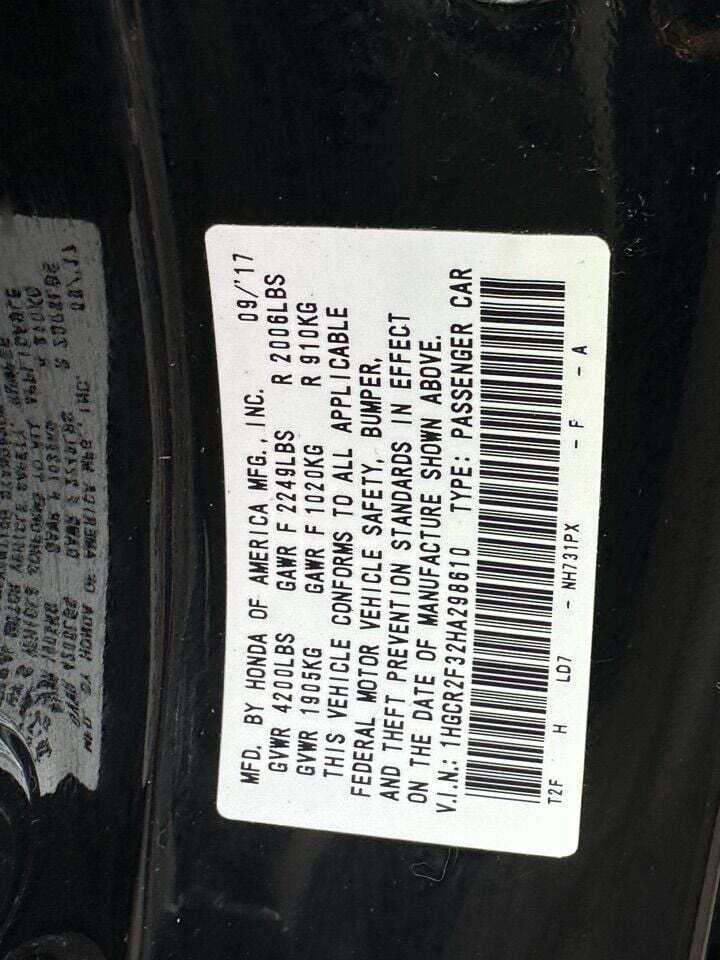 MFD. BY HONDA OF AMERICA MFG., INC. 09/'17
GVWR 4200LBS GAWR F 2249LBS R 2006LBS
GVWR 1905KG GAWR F 1020KG R 910KG
THIS VEHICLE CONFORMS TO ALL APPLICABLE
FEDERAL MOTOR VEHICLE SAFETY, BUMPER,
AND THEFT PREVENTION STANDARDS IN EFFECT
ON THE DATE OF MANUFACTURE SHOWN ABOVE.
V.I.N.: 1HGCR2F32HA298610 TYPE: PASSENGER CAR
T2F H LD7 - NH731PX - F - A